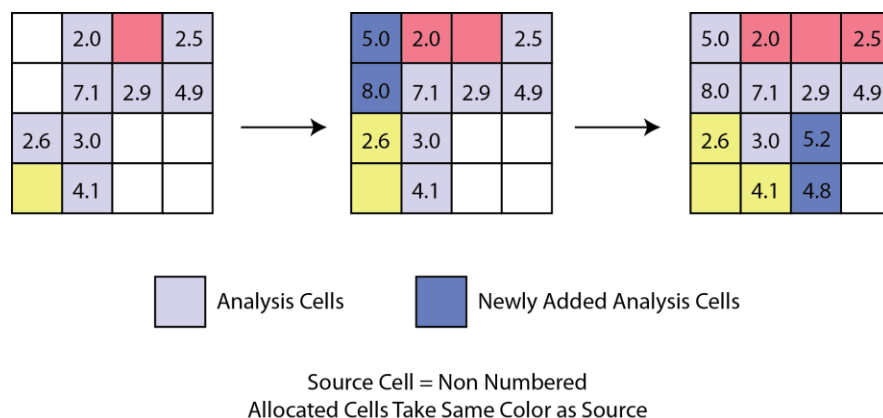 2.0 2.5 5.0 2.0 2.5 5.0 2.0 2.5
7.1 2.9 4.9 8.0 7.1 2.9 4.9 8.0 7.1 2.9 4.9
2.6 3.0 2.6 3.0 2.6 3.0 5.2
4.1 4.1 4.1 4.8
Analysis Cells Newly Added Analysis Cells
Source Cell = Non Numbered
Allocated Cells Take Same Color as Source